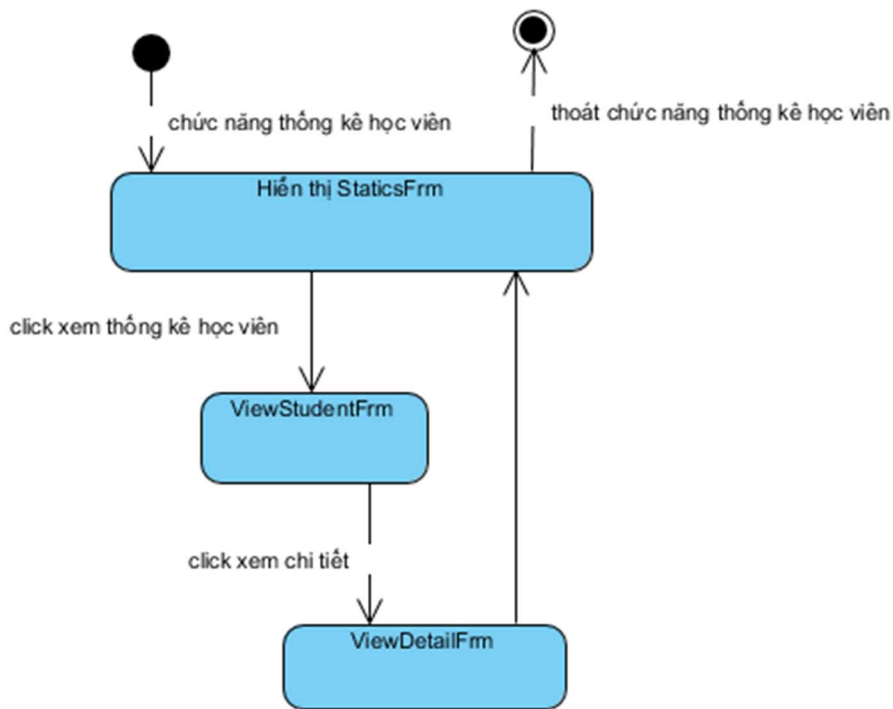 chức năng thống kê học viên
thoát chức năng thống kê học viên
Hiển thị StaticsFrm
click xem thống kê học viên
ViewStudentFrm
click xem chi tiết
ViewDetailFrm